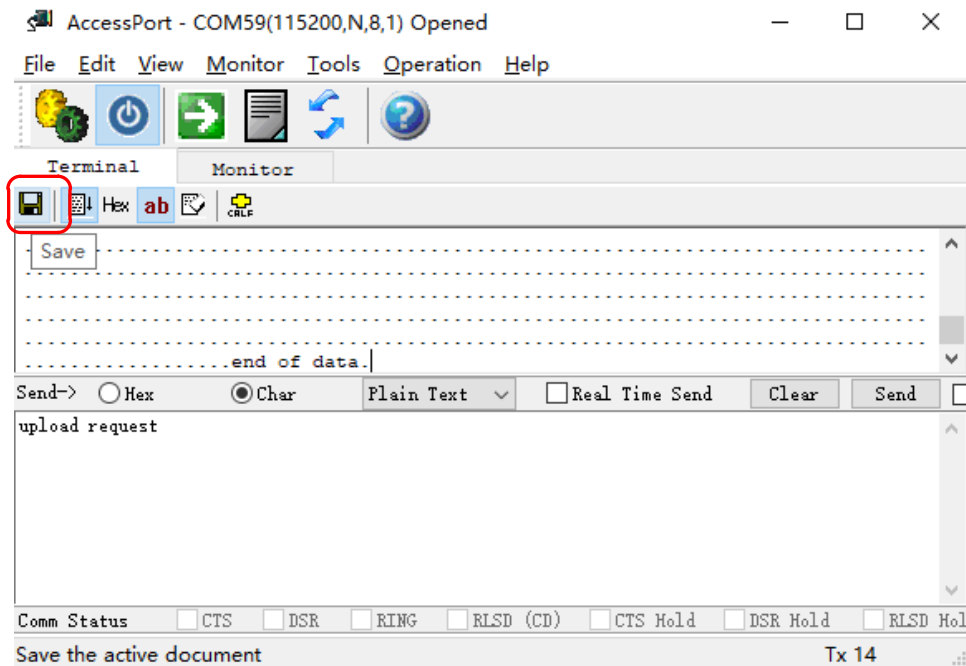 AccessPort - COM59(115200,N,8,1) Opened
File Edit View Monitor Tools Operation Help
Terminal Monitor
Hex ab CRLF
Save
..............................................................................
..............................................................................
..............................................................................
..............................................................................
..............................................................................
..................end of data.
Send-> Hex Char Plain Text Real Time Send Clear Send
upload request
Comm Status CTS DSR RING RLSD (CD) CTS Hold DSR Hold RLSD Hol
Save the active document Tx 14